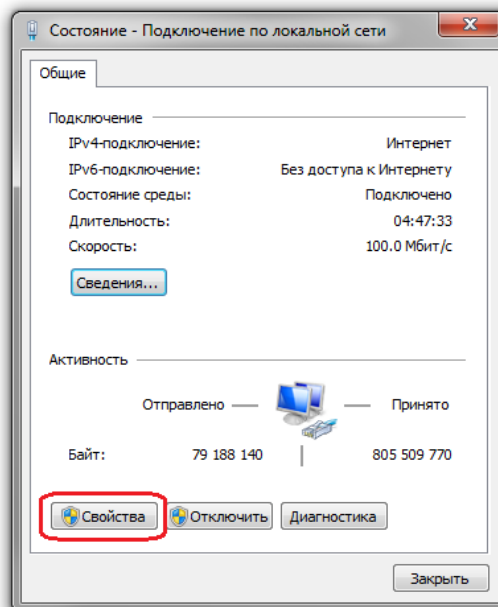 Состояние - Подключение по локальной сети
Общие
Подключение
IPv4-подключение: Интернет
IPv6-подключение: Без доступа к Интернету
Состояние среды: Подключено
Длительность: 04:47:33
Скорость: 100.0 Мбит/с
Сведения...
Активность
Отправлено — Принято
Байт: 79 188 140 | 805 509 770
Свойства Отключить Диагностика
Закрыть